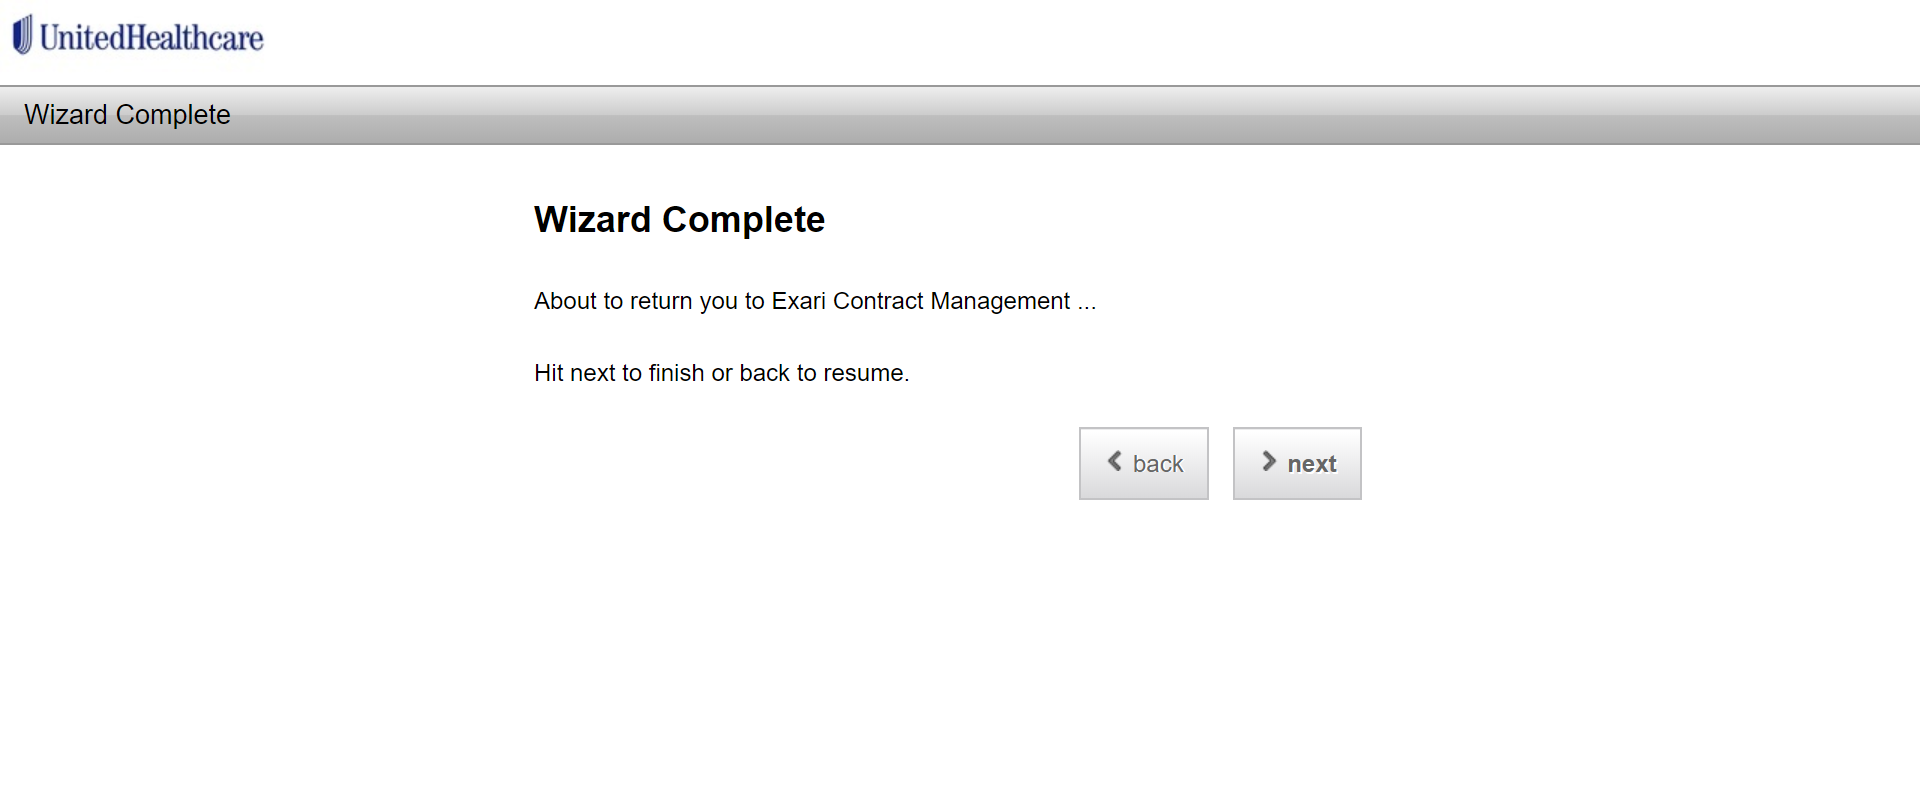 UnitedHealthcare
Wizard Complete
Wizard Complete
About to return you to Exari Contract Management ...
Hit next to finish or back to resume.
back
next